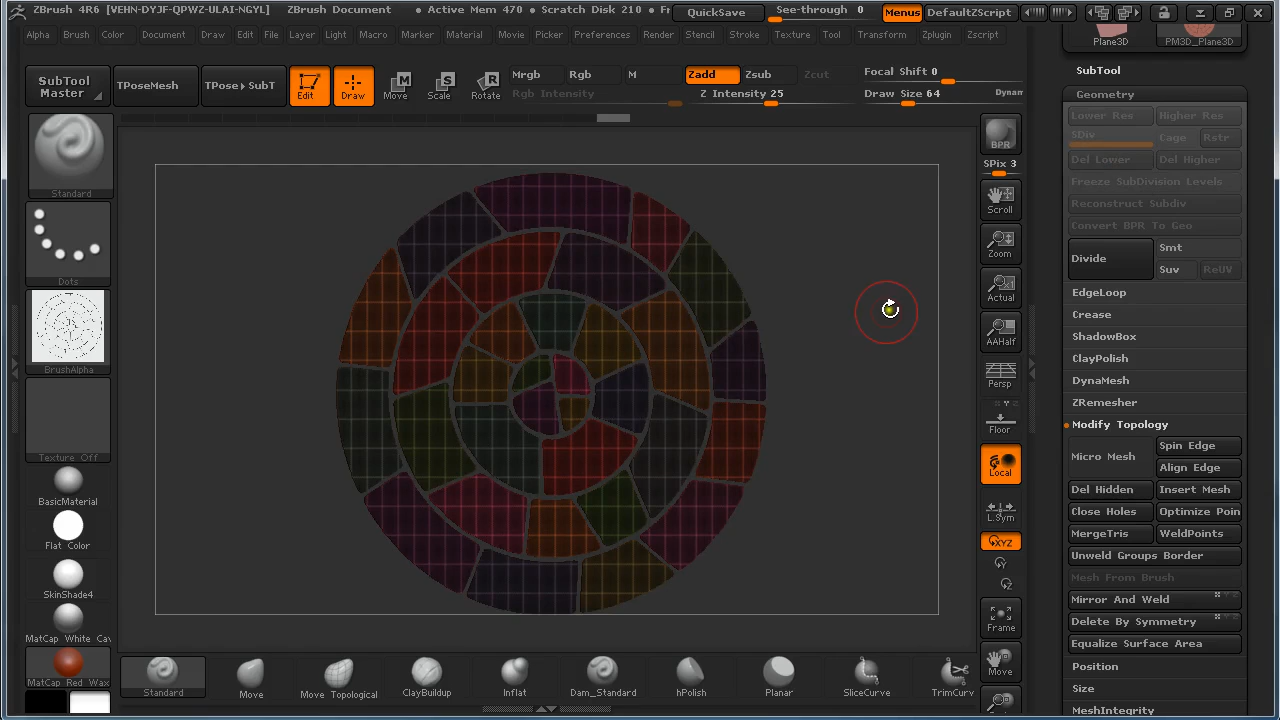 ZBrush 4R6 [VEHN-DYJF-QPWZ-ULAI-NGYL] ZBrush Document • Active Mem 470 • Scratch Disk 210 • Fr QuickSave See-through 0 Menus DefaultZScript
Alpha Brush Color Document Draw Edit File Layer Light Macro Marker Material Movie Picker Preferences Render Stencil Stroke Texture Tool Transform Zplugin Zscript
Plane3D PM3D_Plane3D
SubTool Master
TPoseMesh
TPose▸SubT
Edit
Draw
Move
Scale
Rotate
Mrgb Rgb M
Rgb Intensity
Zadd Zsub Zcut
Z Intensity 25
Focal Shift 0
Draw Size 64 Dynam
Standard
Dots
BrushAlpha
Texture Off
BasicMaterial
Flat Color
SkinShade4
MatCap White Cav
MatCap Red Wax
BPR
SPix 3
Scroll
Zoom
Actual
AAHalf
Persp
Floor
Local
L.Sym
XYZ
Frame
Move
SubTool
Geometry
Lower Res Higher Res
SDiv Cage Rstr
Del Lower Del Higher
Freeze SubDivision Levels
Reconstruct Subdiv
Convert BPR To Geo
Divide Smt
Suv ReUV
EdgeLoop
Crease
ShadowBox
ClayPolish
DynaMesh
ZRemesher
Modify Topology
Micro Mesh Spin Edge
Align Edge
Del Hidden Insert Mesh
Close Holes Optimize Poin
MergeTris WeldPoints
Unweld Groups Border
Mesh From Brush
Mirror And Weld
Delete By Symmetry
Equalize Surface Area
Position
Size
MeshIntegrity
Standard Move Move Topological ClayBuildup Inflat Dam_Standard hPolish Planar SliceCurve TrimCurv